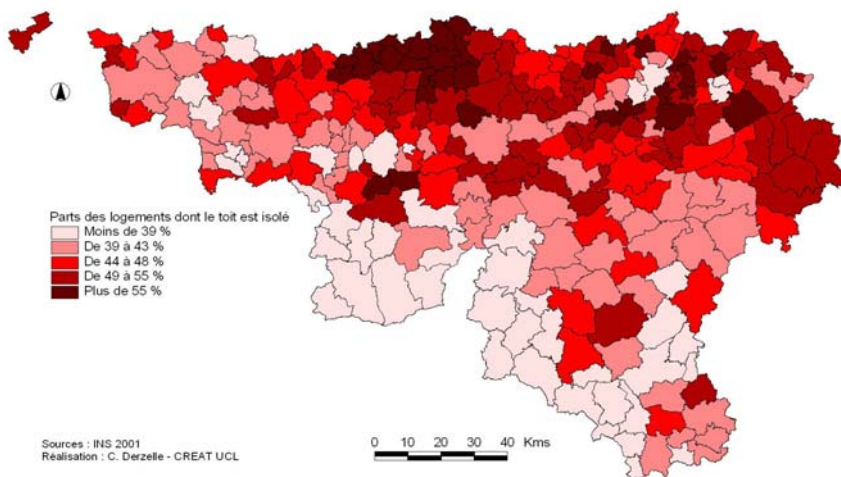 Parts des logements dont le toit est isolé
Moins de 39 %
De 39 à 43 %
De 44 à 48 %
De 49 à 55 %
Plus de 55 %
Sources : INS 2001
Réalisation : C. Derzelle - CREAT UCL
0 10 20 30 40 Kms